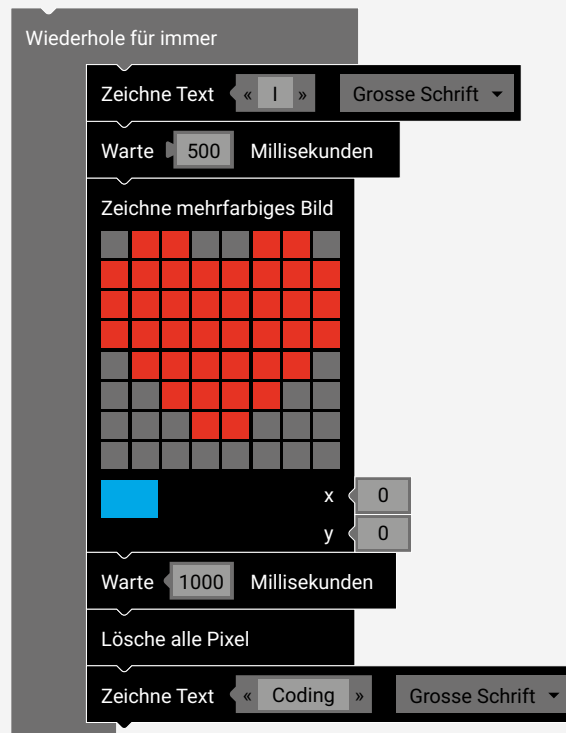 Wiederhole für immer
Zeichne Text « I » Grosse Schrift
Warte 500 Millisekunden
Zeichne mehrfarbiges Bild
x 0
y 0
Warte 1000 Millisekunden
Lösche alle Pixel
Zeichne Text « Coding » Grosse Schrift